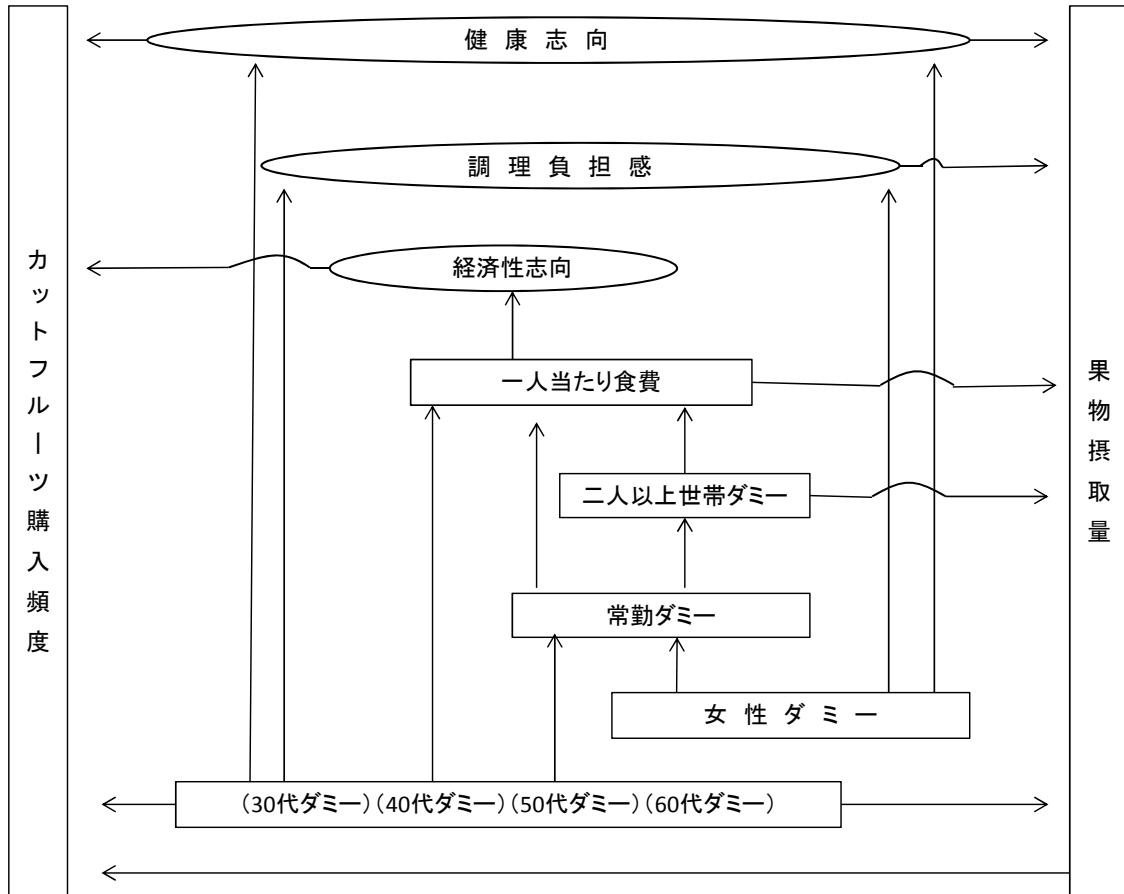 健康志向
調理負担感
カットフルーツ購入頻度
経済性志向
一人当たり食費
果物摂取量
二人以上世帯ダミー
常勤ダミー
女性ダミー
（30代ダミー）（40代ダミー）（50代ダミー）（60代ダミー）